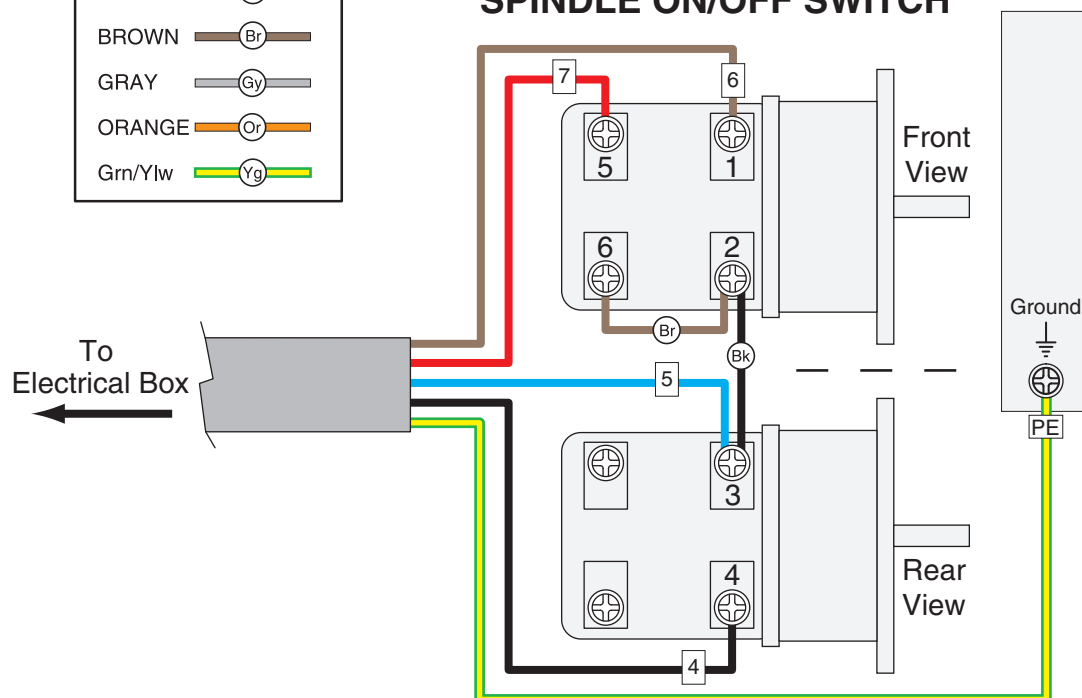 SPINDLE ON/OFF SWITCH
BROWN Br
GRAY Gy
ORANGE Or
Grn/Ylw Yg
7
6
5
1
6
2
Front
View
Br
Bk
Ground
To
Electrical Box
5
PE
3
4
Rear
View
4